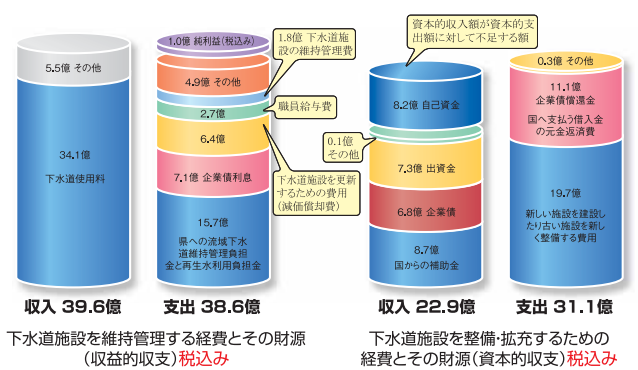 5.5億 その他
34.1億
下水道使用料
収入 39.6億
1.0億 純利益(税込み)
4.9億 その他
1.8億 下水道施
設の維持管理費
2.7億
職員給与費
6.4億
下水道施設を更新
するための費用
(減価償却費)
7.1億 企業債利息
15.7億
県への流域下水
道維持管理負担
金と再生水利用負担金
支出 38.6億
下水道施設を維持管理する経費とその財源
(収益的収支)税込み
資本的収入額が資本的支
出額に対して不足する額
8.2億 自己資金
0.1億
その他
7.3億 出資金
6.8億 企業債
8.7億
国からの補助金
収入 22.9億
0.3億 その他
11.1億
企業債償還金
国へ支払う借入金
の元金返済費
19.7億
新しい施設を建設し
たり古い施設を新し
く整備する費用
支出 31.1億
下水道施設を整備・拡充するための
経費とその財源(資本的収支)税込み